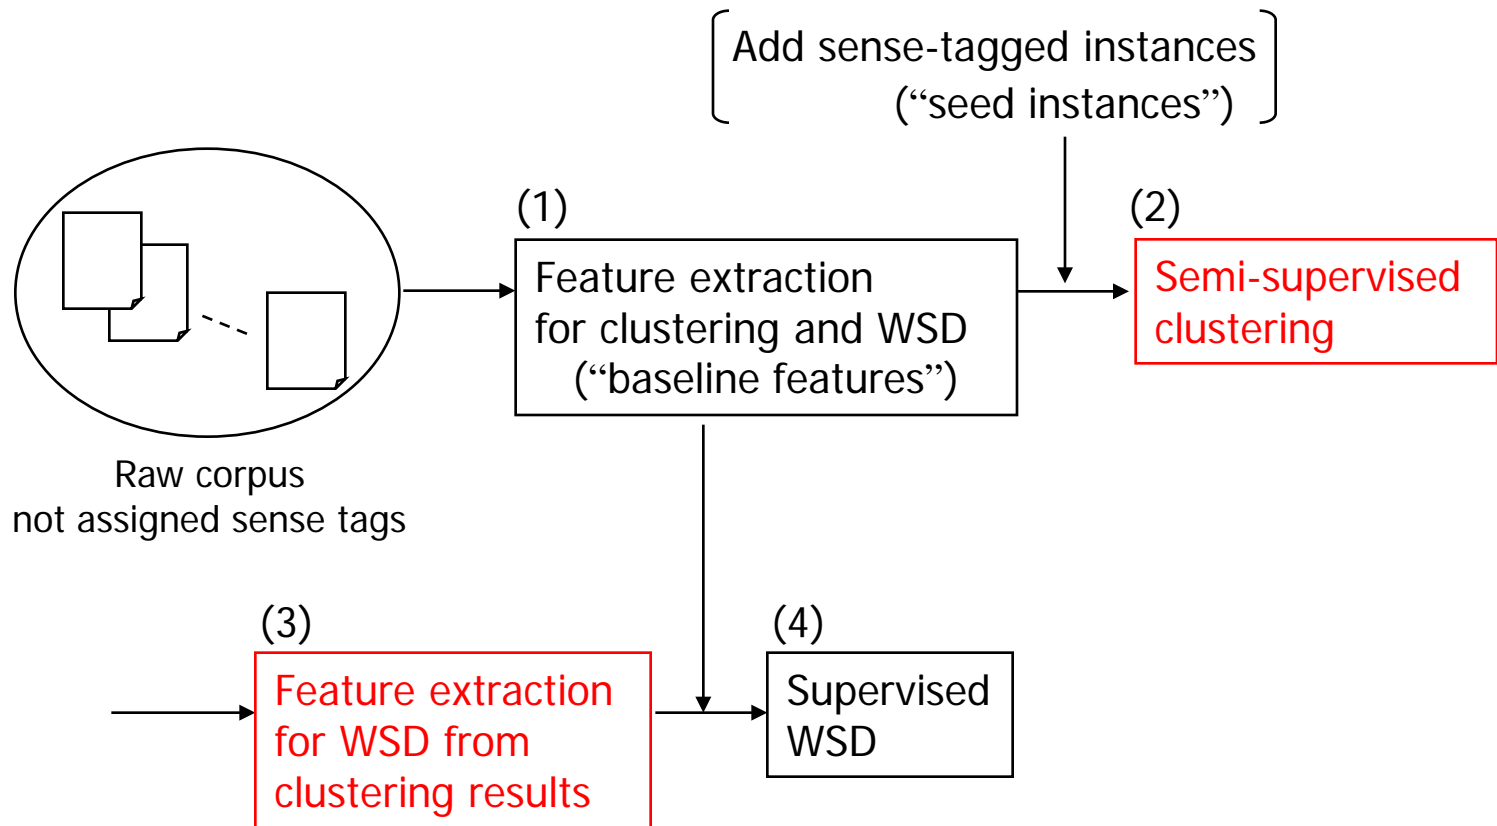 Add sense-tagged instances
(“seed instances”)
(1)
(2)
Feature extraction
for clustering and WSD
(“baseline features”)
Semi-supervised
clustering
Raw corpus
not assigned sense tags
(3)
(4)
Feature extraction
for WSD from
clustering results
Supervised
WSD